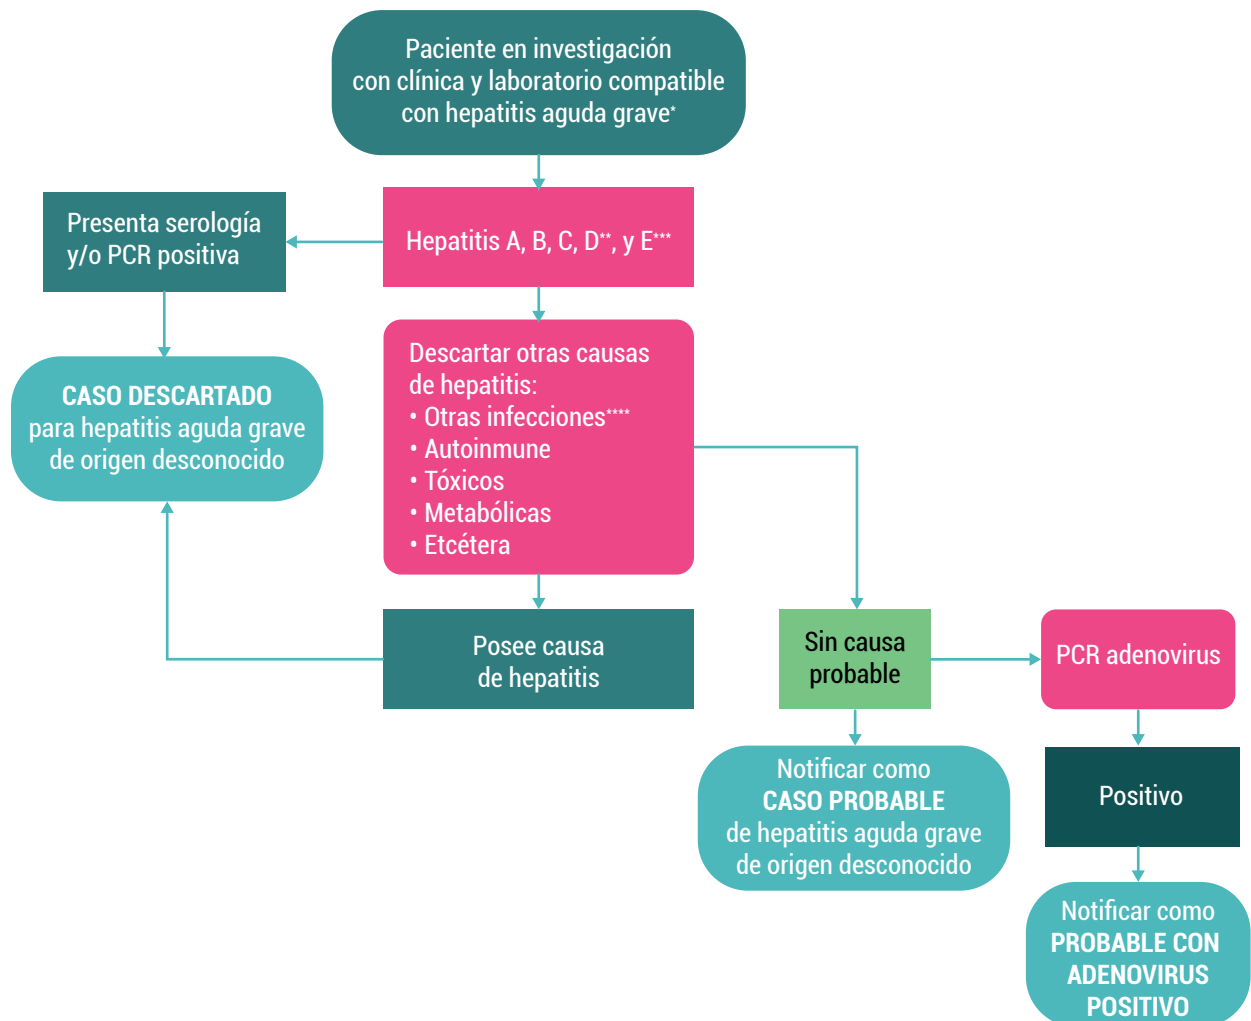 Paciente en investigación
con clínica y laboratorio compatible
con hepatitis aguda grave*
Presenta serología
y/o PCR positiva
Hepatitis A, B, C, D**, y E***
CASO DESCARTADO
para hepatitis aguda grave
de origen desconocido
Descartar otras causas
de hepatitis:
• Otras infecciones****
• Autoinmune
• Tóxicos
• Metabólicas
• Etcétera
Posee causa
de hepatitis
Sin causa
probable
PCR adenovirus
Notificar como
CASO PROBABLE
de hepatitis aguda grave
de origen desconocido
Positivo
Notificar como
PROBABLE CON
ADENOVIRUS
POSITIVO